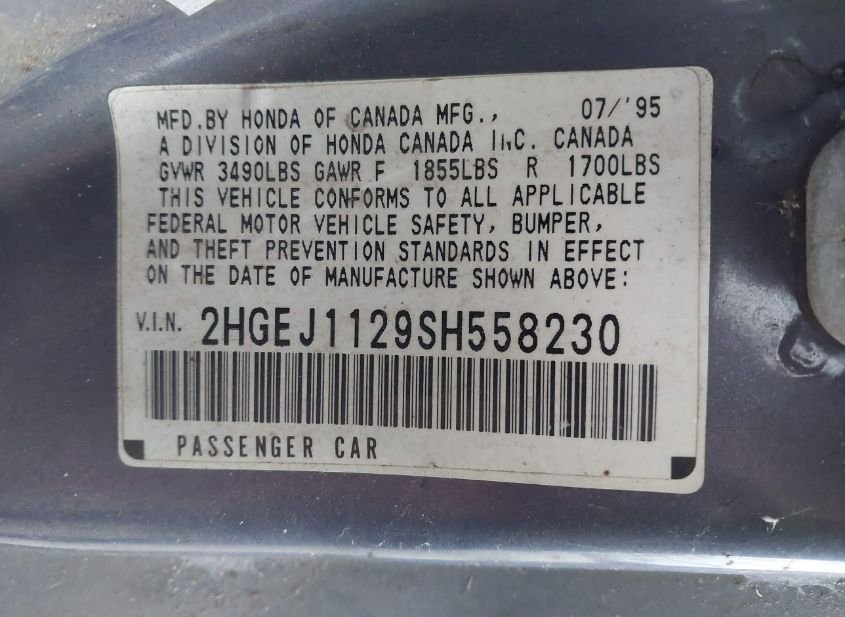 MFD.BY HONDA OF CANADA MFG., 07/'95
A DIVISION OF HONDA CANADA INC. CANADA
GVWR 3490LBS GAWR F 1855LBS R 1700LBS
THIS VEHICLE CONFORMS TO ALL APPLICABLE
FEDERAL MOTOR VEHICLE SAFETY, BUMPER,
AND THEFT PREVENTION STANDARDS IN EFFECT
ON THE DATE OF MANUFACTURE SHOWN ABOVE:
V.I.N. 2HGEJ1129SH558230
PASSENGER CAR